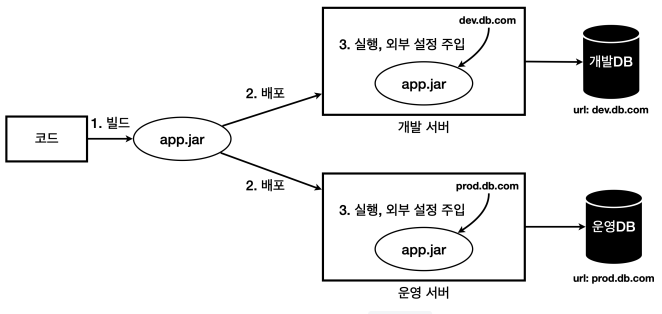 코드
1. 빌드
app.jar
2. 배포
dev.db.com
3. 실행, 외부 설정 주입
app.jar
개발 서버
개발DB
url: dev.db.com
2. 배포
prod.db.com
3. 실행, 외부 설정 주입
app.jar
운영 서버
운영DB
url: prod.db.com